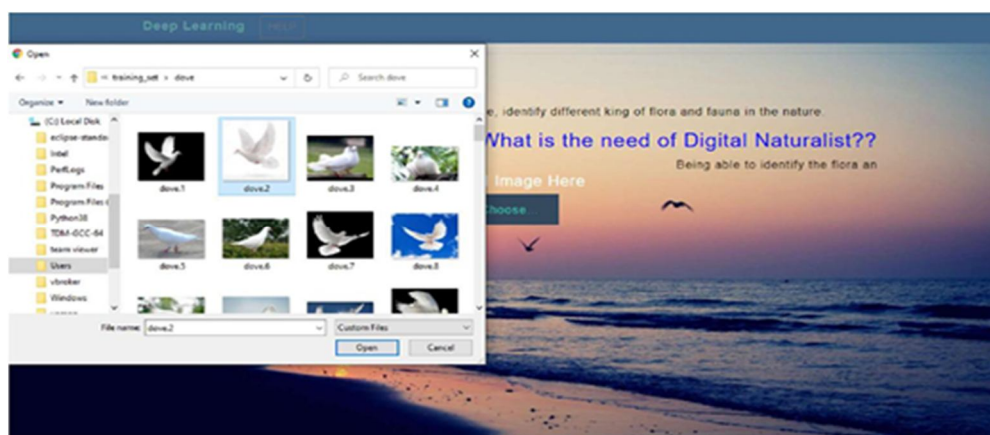 Deep Learning HELP
Open
training_set > dove
Search dove
Organize New folder
(C:) Local Disk
eclipse-standa
Intel
PerfLogs
Program Files
Program Files (
Python38
TDM-GCC-64
team viewer
Users
vbroker
Windows
dove.1 dove.2 dove.3 dove.4
dove.5 dove.6 dove.7 dove.8
File name: dove.2 Custom Files
Open Cancel
e, identify different king of flora and fauna in the nature.
What is the need of Digital Naturalist??
Being able to identify the flora an
Image Here
Choose...